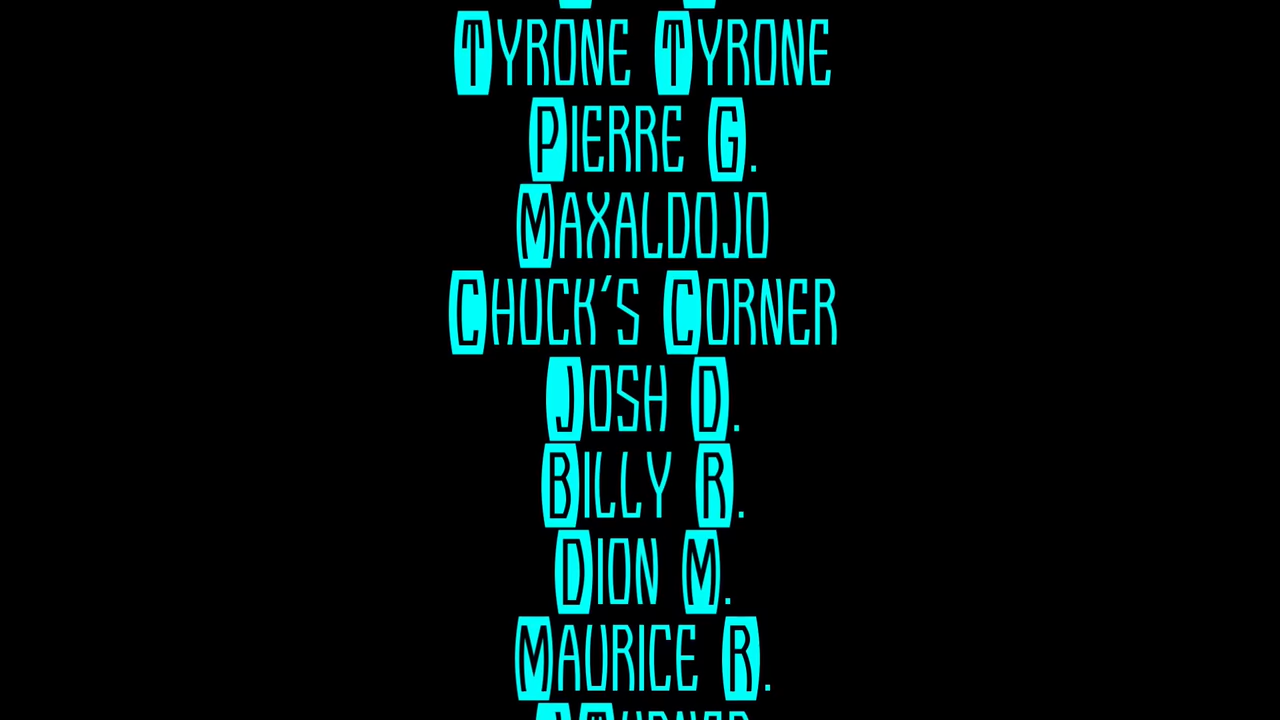 Tyrone Tyrone
Pierre G.
Maxaldojo
Chuck's Corner
Josh D.
Billy R.
Dion M.
Maurice R.